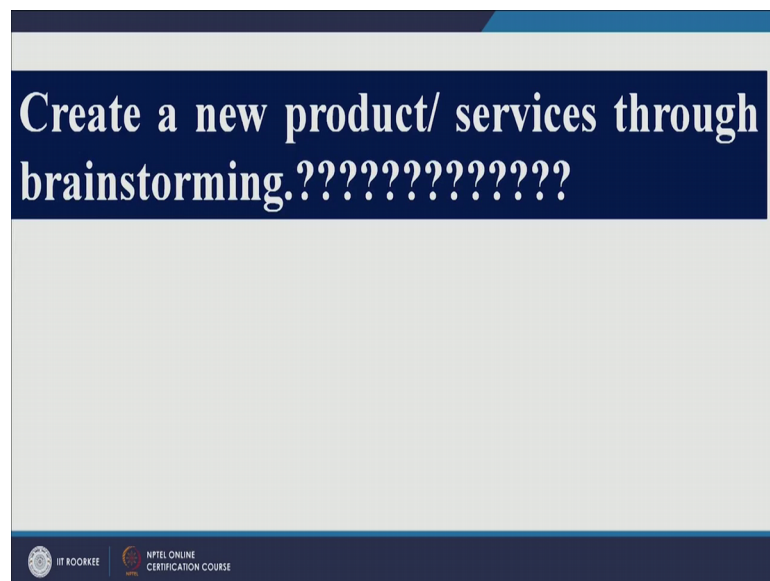 Create a new product/ services through
brainstorming.?????????????
IIT ROORKEE
NPTEL ONLINE
CERTIFICATION COURSE